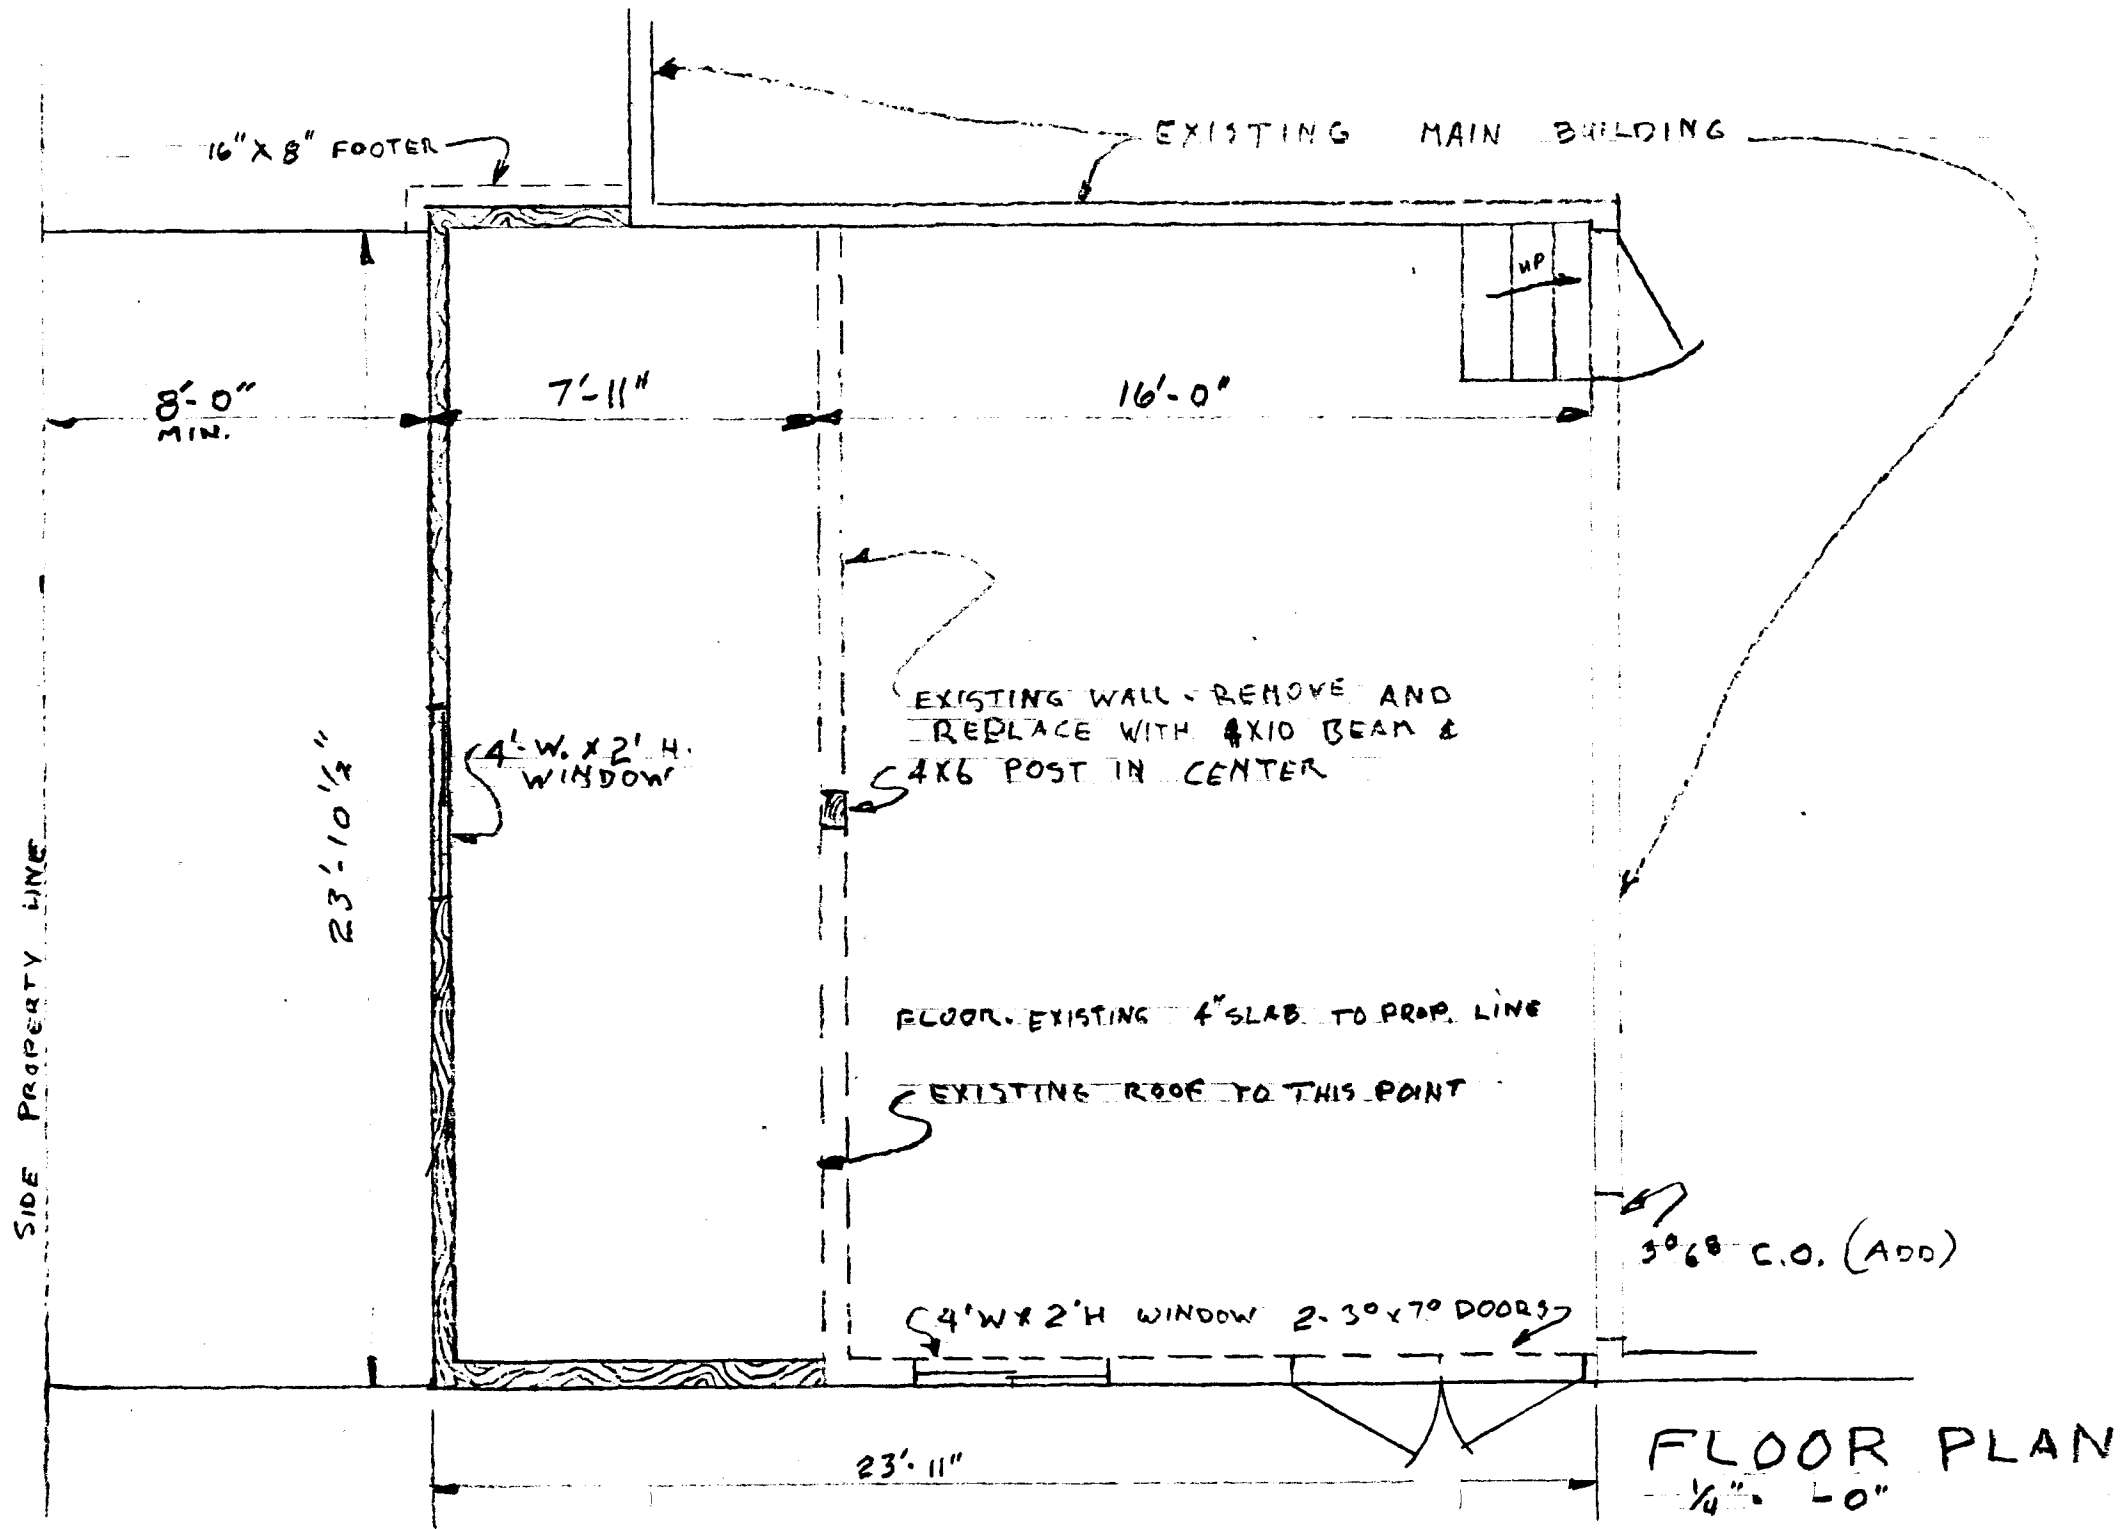 EXISTING MAIN BUILDING
16" X 8" FOOTER
UP
8'-0"
MIN.
7'-11"
16'-0"
EXISTING WALL - REMOVE AND
REPLACE WITH 4X10 BEAM &
4X6 POST IN CENTER
4'-W. X 2' H.
WINDOW
23'-10 1/2"
SIDE PROPERTY LINE
FLOOR. EXISTING 4" SLAB TO PROP. LINE
EXISTING ROOF TO THIS POINT
3⁰6⁸ C.O. (ADD)
4'W X 2'H WINDOW 2-3⁰x7⁰ DOORS
23'-11"
FLOOR PLAN
1/4" -0"